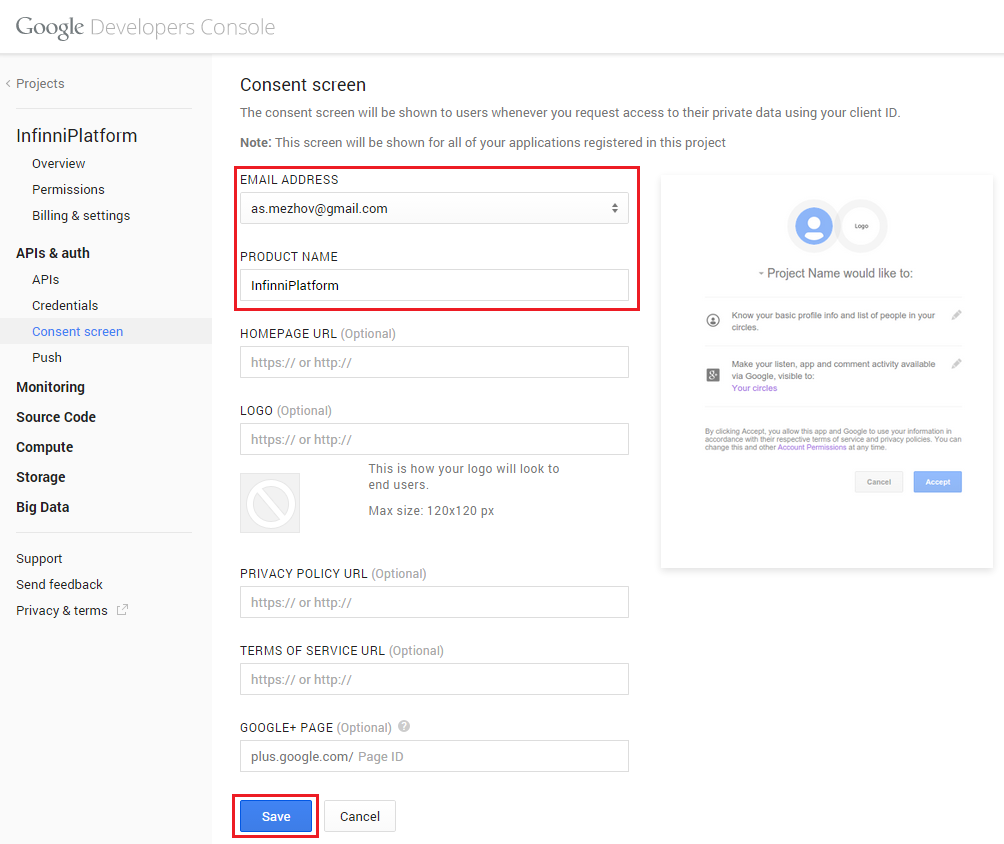 Google Developers Console
Projects
InfinniPlatform
Overview
Permissions
Billing & settings
APIs & auth
APIs
Credentials
Consent screen
Push
Monitoring
Source Code
Compute
Storage
Big Data
Support
Send feedback
Privacy & terms
Consent screen
The consent screen will be shown to users whenever you request access to their private data using your client ID.
Note: This screen will be shown for all of your applications registered in this project
EMAIL ADDRESS
as.mezhov@gmail.com
PRODUCT NAME
InfinniPlatform
HOMEPAGE URL (Optional)
https:// or http://
LOGO (Optional)
https:// or http://
This is how your logo will look to
end users.
Max size: 120x120 px
PRIVACY POLICY URL (Optional)
https:// or http://
TERMS OF SERVICE URL (Optional)
https:// or http://
GOOGLE+ PAGE (Optional) ?
plus.google.com/ Page ID
Save
Cancel
Logo
- Project Name would like to:
Know your basic profile info and list of people in your
circles.
8+
Make your listen, app and comment activity available
via Google, visible to:
Your circles
By clicking Accept, you allow this app and Google to use your information in
accordance with their respective terms of service and privacy policies. You can
change this and other Account Permissions at any time.
Cancel
Accept